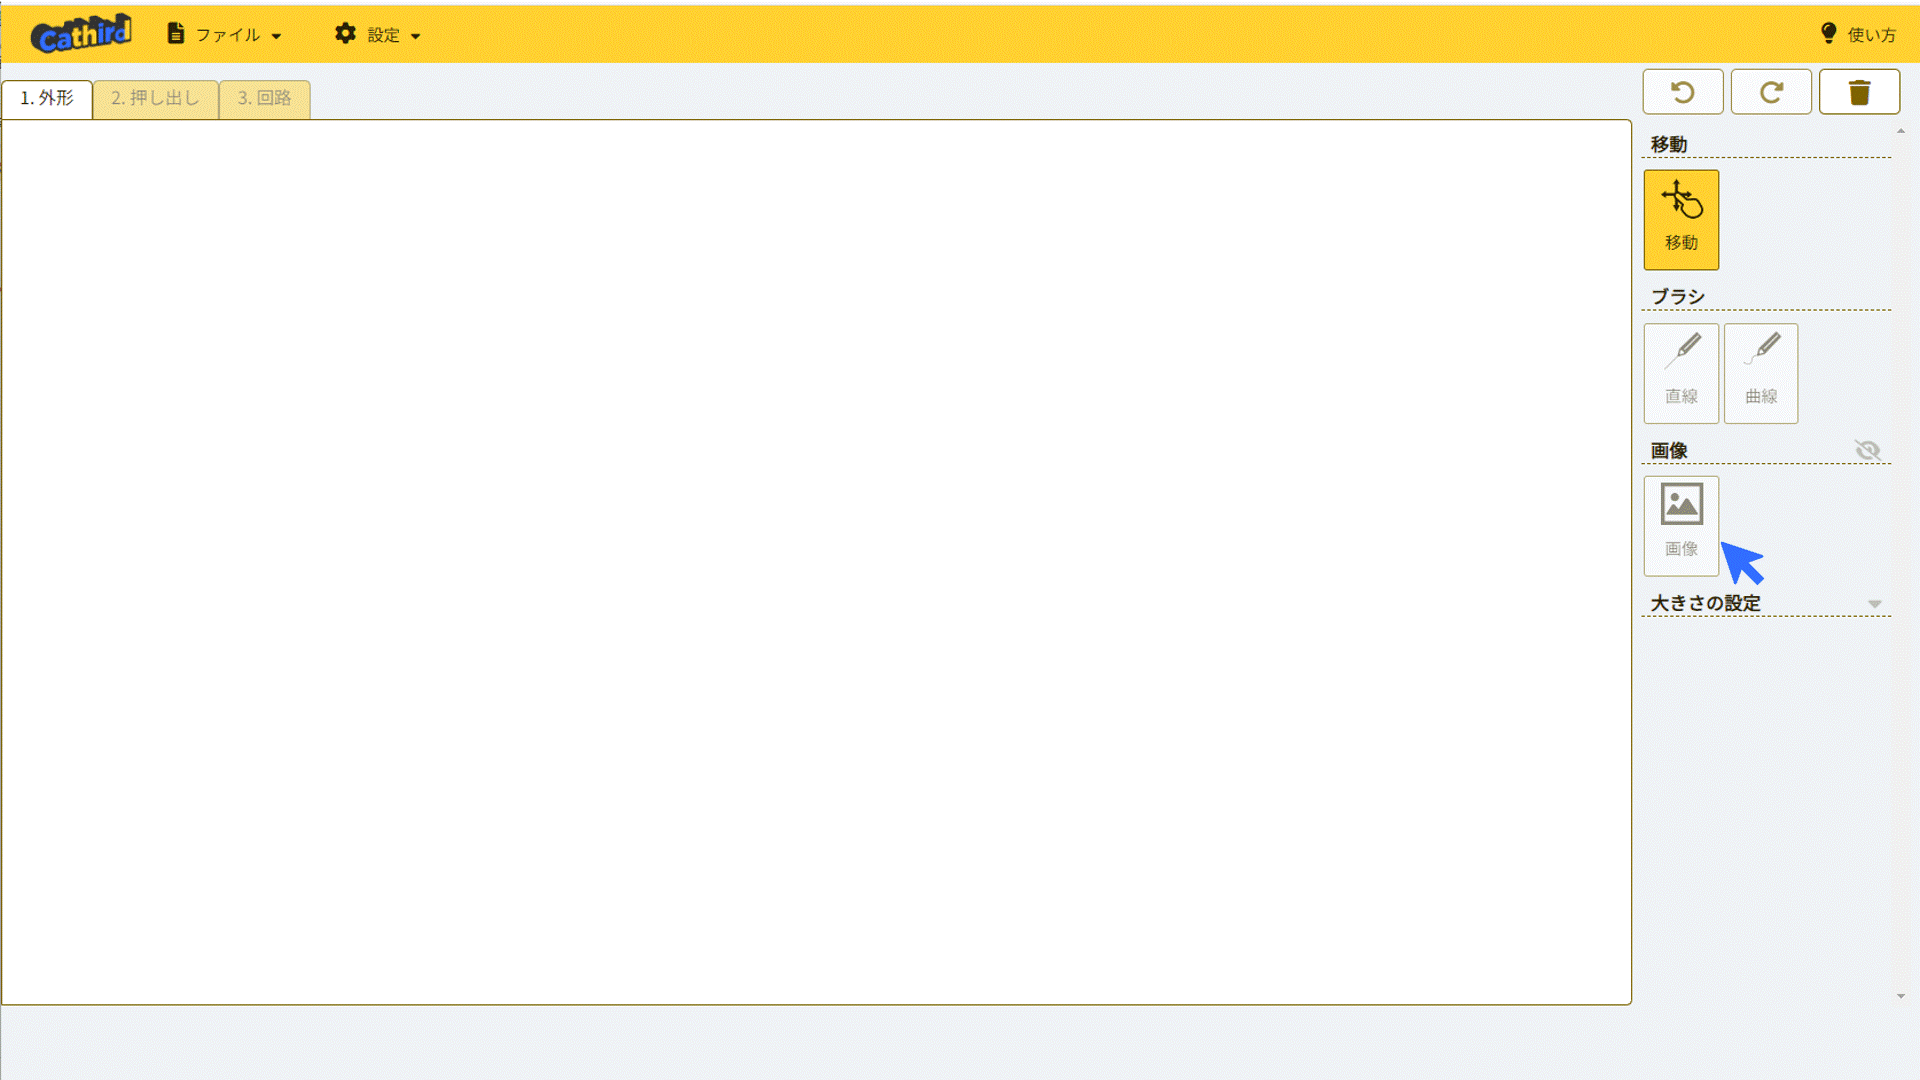 Cathird ファイル 設定 使い方
1. 外形 2. 押し出し 3. 回路
移動
移動
ブラシ
直線 曲線
画像
画像
大きさの設定